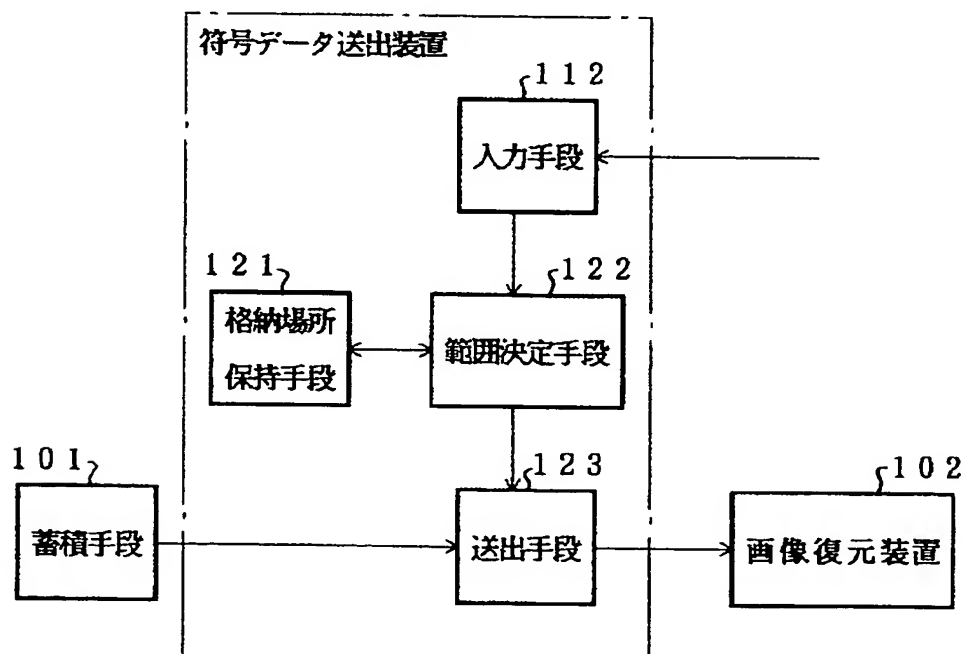 符号データ送出装置
112
入力手段
121
122
格納場所
保持手段
範囲決定手段
101
123
102
蓄積手段
送出手段
画像復元装置